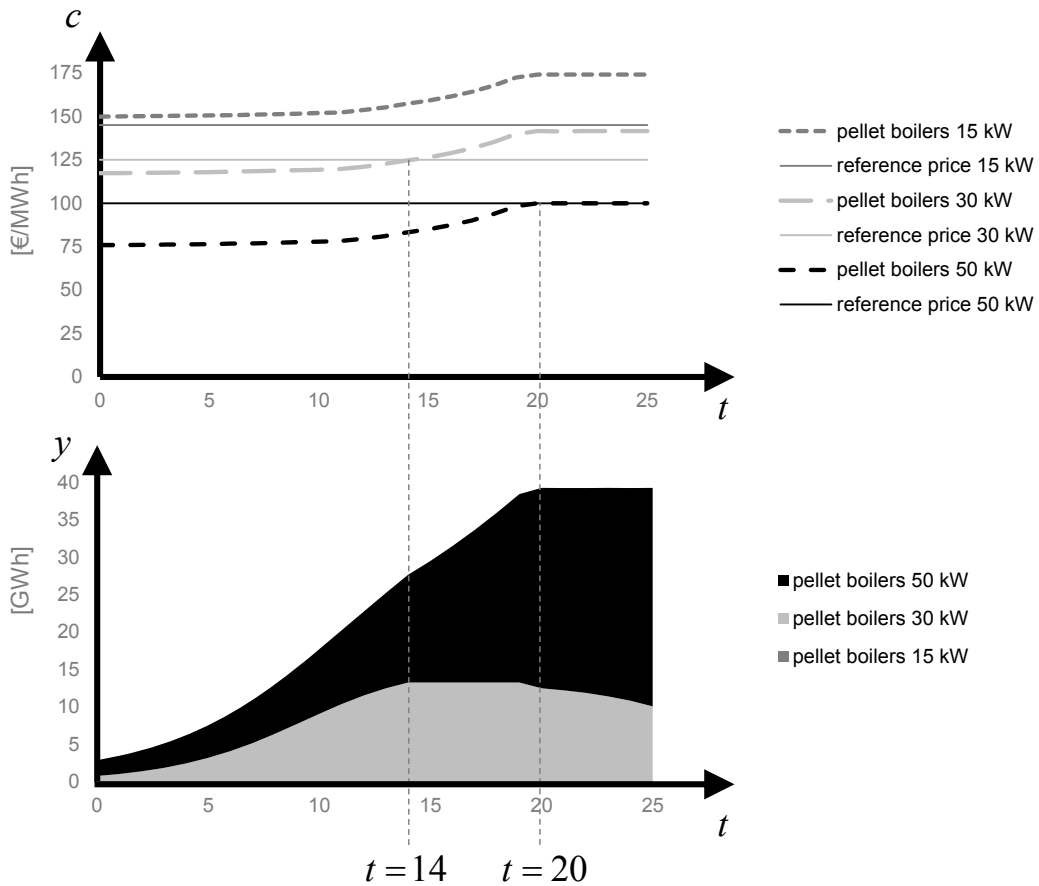 c
[€/MWh]
175
150
125
100
75
50
25
0
0 5 10 15 20 25
t
pellet boilers 15 kW
reference price 15 kW
pellet boilers 30 kW
reference price 30 kW
pellet boilers 50 kW
reference price 50 kW
y
[GWh]
40
35
30
25
20
15
10
5
0
0 5 10 15 20 25
t
pellet boilers 50 kW
pellet boilers 30 kW
pellet boilers 15 kW
t = 14 t = 20